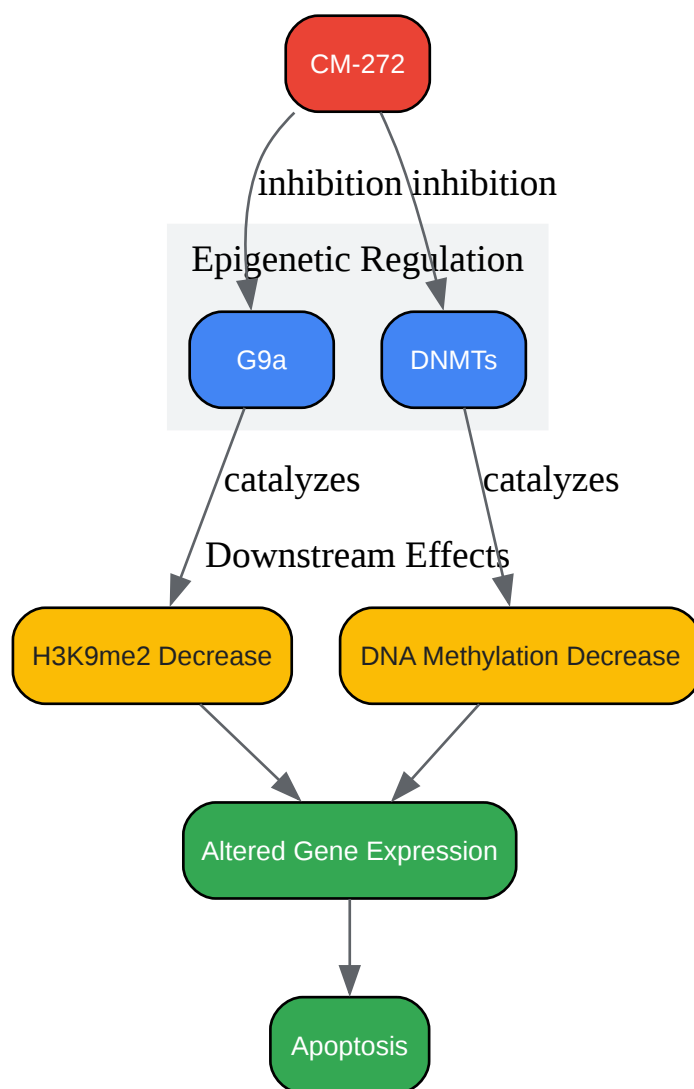 CM-272
inhibition inhibition
Epigenetic Regulation
G9a DNMTs
catalyzes catalyzes
Downstream Effects
H3K9me2 Decrease DNA Methylation Decrease
Altered Gene Expression
Apoptosis